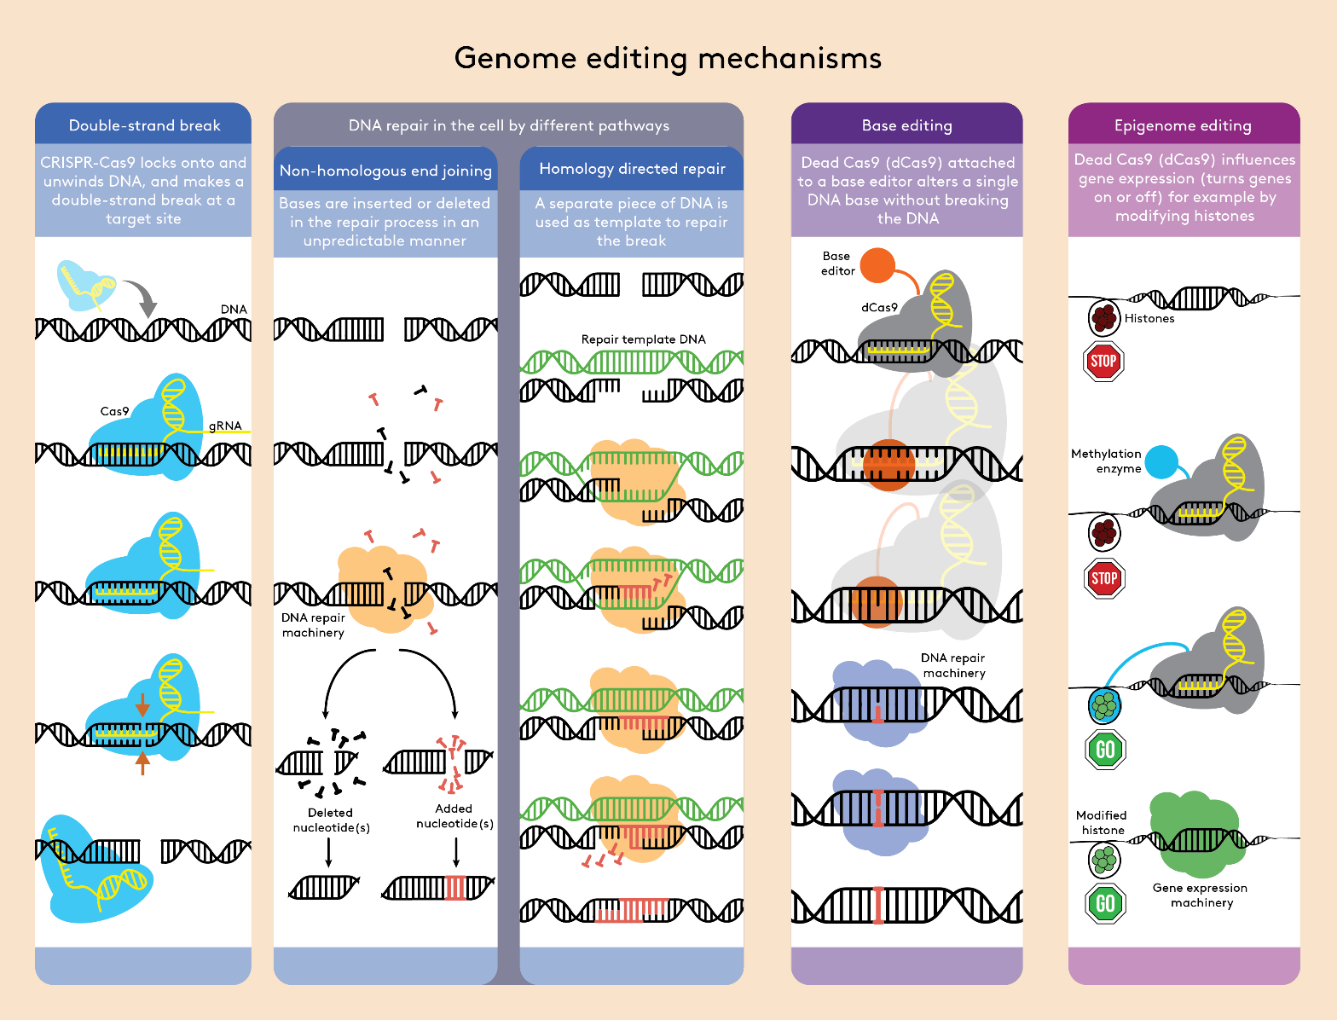 Genome editing mechanisms
Double-strand break
CRISPR-Cas9 locks onto and
unwinds DNA, and makes a
double-strand break at a
target site
DNA
Cas9
gRNA
DNA repair in the cell by different pathways
Non-homologous end joining
Bases are inserted or deleted
in the repair process in an
unpredictable manner
DNA repair
machinery
Deleted
nucleotide(s)
Added
nucleotide(s)
Homology directed repair
A separate piece of DNA is
used as template to repair
the break
Repair template DNA
Base editing
Dead Cas9 (dCas9) attached
to a base editor alters a single
DNA base without breaking
the DNA
Base
editor
dCas9
DNA repair
machinery
Epigenome editing
Dead Cas9 (dCas9) influences
gene expression (turns genes
on or off) for example by
modifying histones
Histones
STOP
Methylation
enzyme
STOP
GO
Modified
histone
GO
Gene expression
machinery